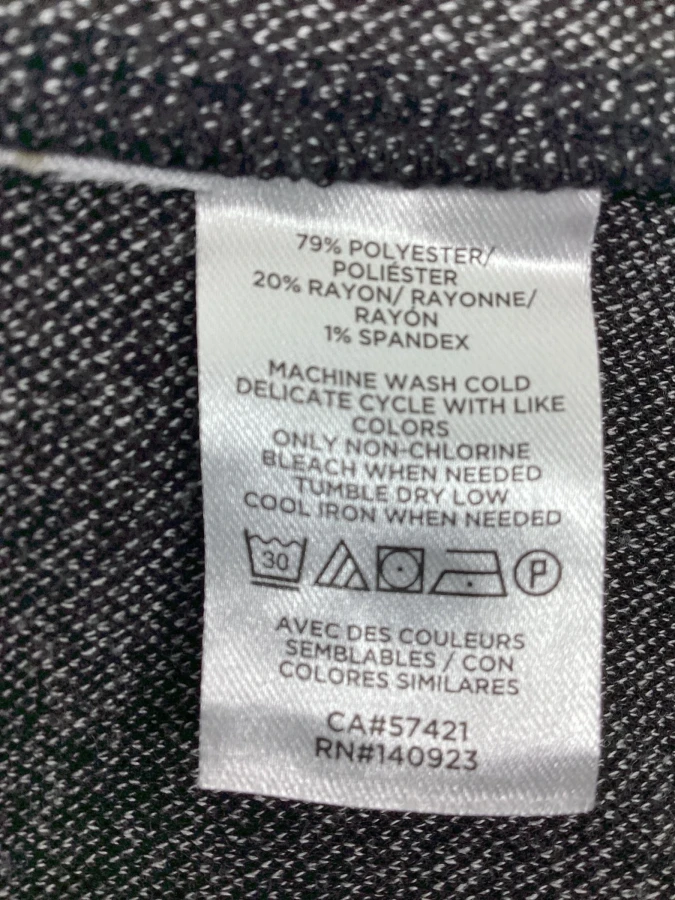 79% POLYESTER/
POLIÉSTER
20% RAYON/ RAYONNE/
RAYÓN
1% SPANDEX
MACHINE WASH COLD
DELICATE CYCLE WITH LIKE
COLORS
ONLY NON-CHLORINE
BLEACH WHEN NEEDED
TUMBLE DRY LOW
COOL IRON WHEN NEEDED
30 P
AVEC DES COULEURS
SEMBLABLES / CON
COLORES SIMILARES
CA#57421
RN#140923